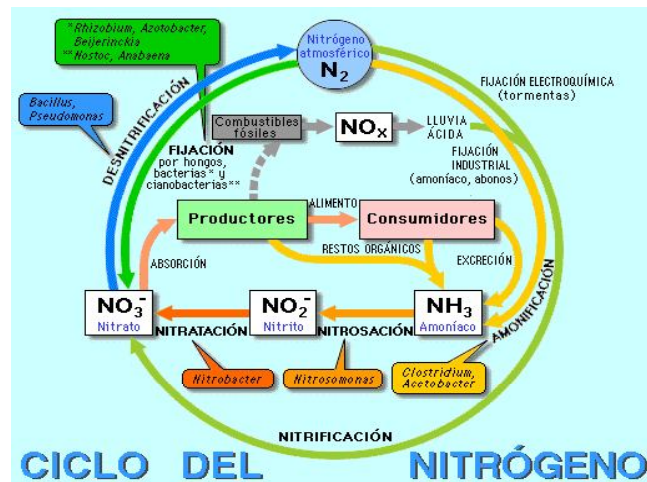 *Rhizobium, Azotobacter,
Beijerinckia
**Nostoc, Anabaena
Nitrógeno
atmosférico
N₂
FIJACIÓN ELECTROQUÍMICA
(tormentas)
Bacillus,
Pseudomonas
DESNITRIFICACIÓN
Combustibles
fósiles
NOx
LLUVIA
ÁCIDA
FIJACIÓN
por hongos,
bacterias* y
cianobacterias**
FIJACIÓN
INDUSTRIAL
(amoníaco, abonos)
Productores
ALIMENTO
Consumidores
RESTOS ORGÁNICOS
ABSORCIÓN
EXCRECIÓN
AMONIFICACIÓN
NO₃⁻
Nitrato
NITRATACIÓN
NO₂⁻
Nitrito
NITROSACIÓN
NH₃
Amoníaco
Nitrobacter
Nitrosomonas
Clostridium,
Acetobacter
NITRIFICACIÓN
CICLO DEL NITRÓGENO